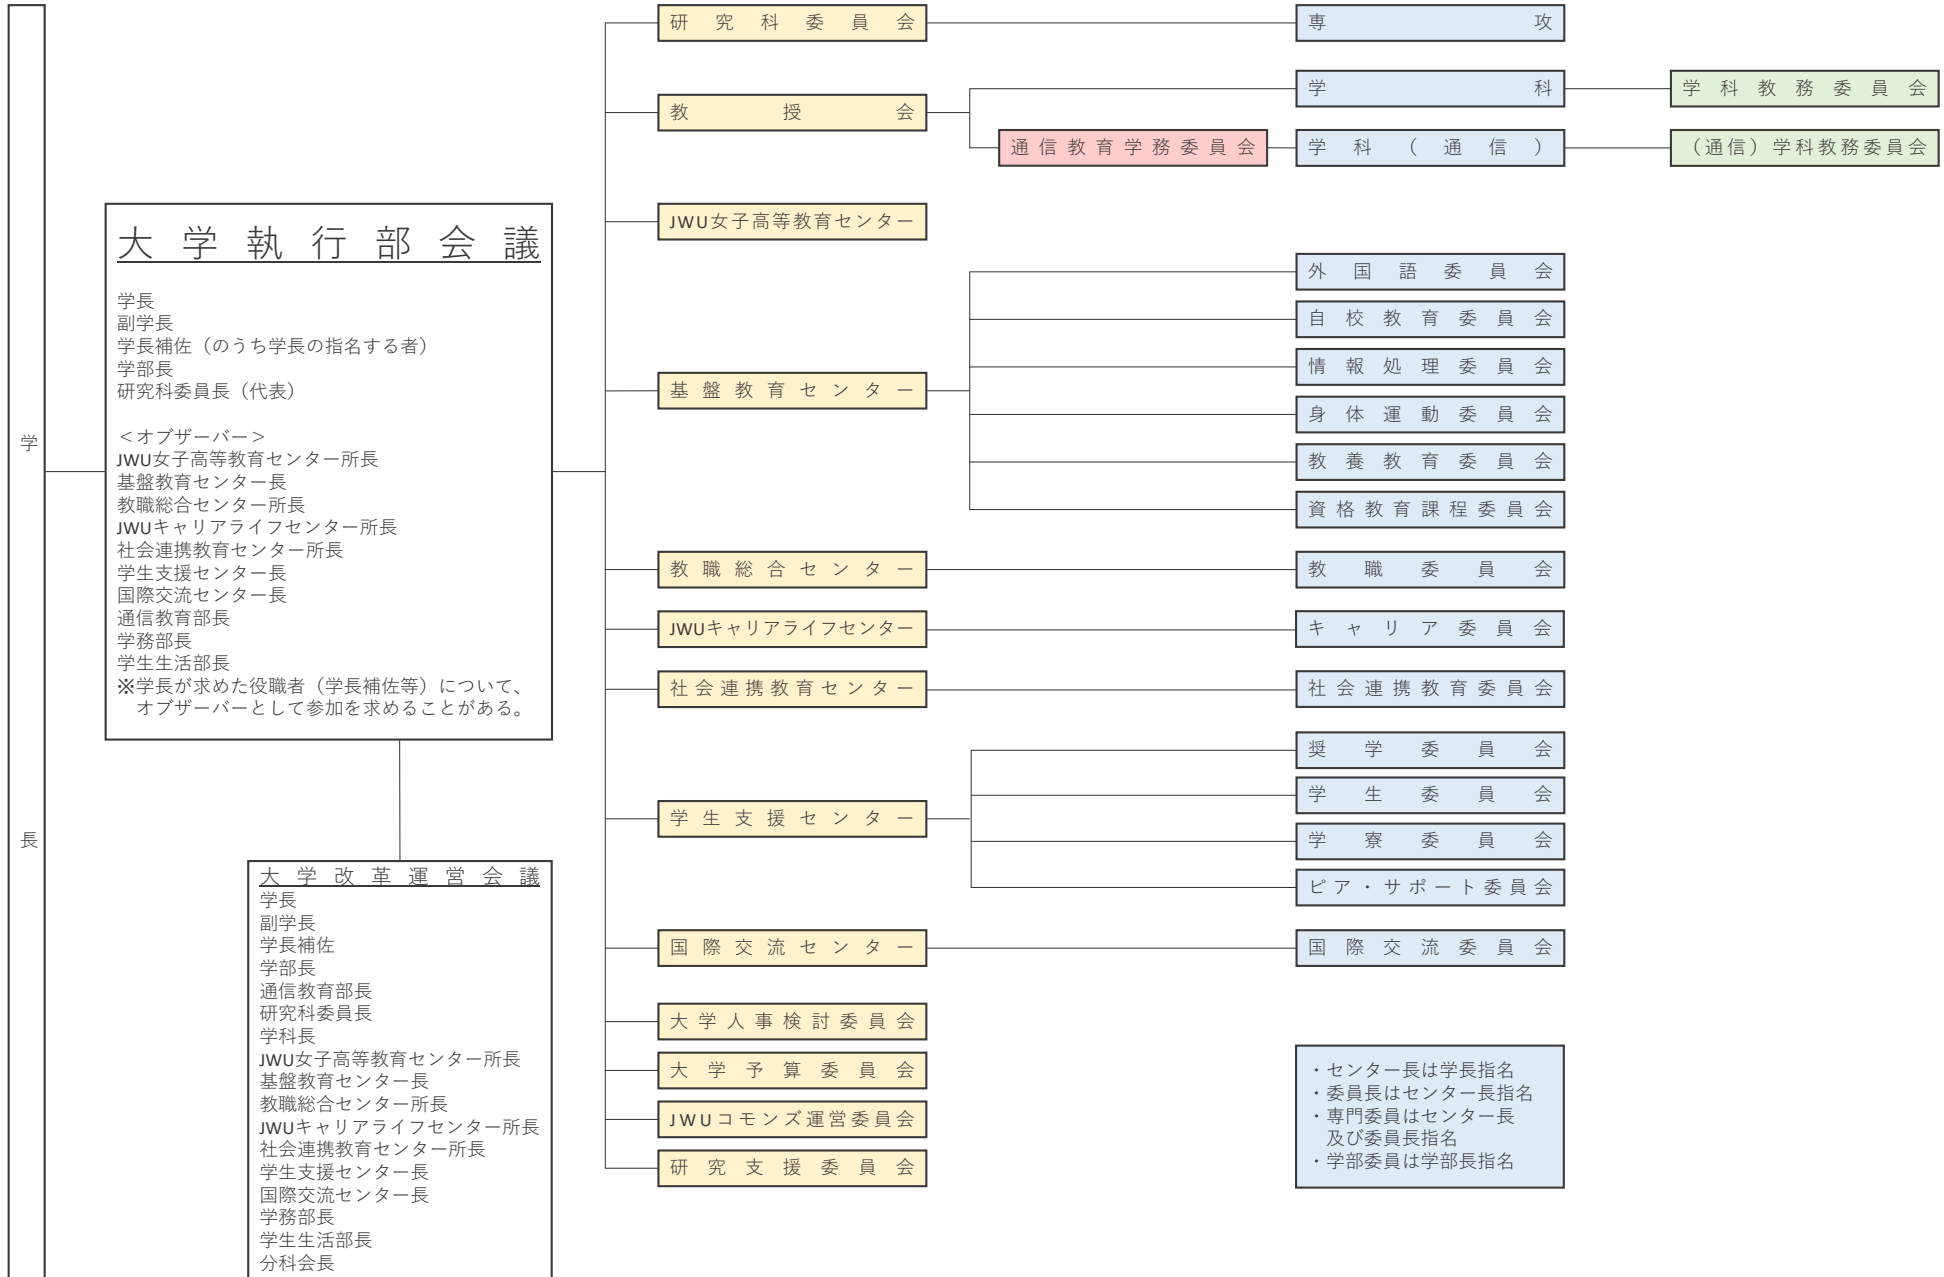 学長
大学執行部会議
学長
副学長
学長補佐（のうち学長の指名する者）
学部長
研究科委員長（代表）
＜オブザーバー＞
JWU女子高等教育センター所長
基盤教育センター長
教職総合センター所長
JWUキャリアライフセンター所長
社会連携教育センター所長
学生支援センター長
国際交流センター長
通信教育部長
学務部長
学生生活部長
※学長が求めた役職者（学長補佐等）について、
オブザーバーとして参加を求めることがある。
大学改革運営会議
学長
副学長
学長補佐
学部長
通信教育部長
研究科委員長
学科長
JWU女子高等教育センター所長
基盤教育センター長
教職総合センター所長
JWUキャリアライフセンター所長
社会連携教育センター所長
学生支援センター長
国際交流センター長
学務部長
学生生活部長
分科会長
研究科委員会
専攻
教授会
学科
学科教務委員会
通信教育学務委員会
学科（通信）
（通信）学科教務委員会
JWU女子高等教育センター
基盤教育センター
外国語委員会
自校教育委員会
情報処理委員会
身体運動委員会
教養教育委員会
資格教育課程委員会
教職総合センター
教職委員会
JWUキャリアライフセンター
キャリア委員会
社会連携教育センター
社会連携教育委員会
学生支援センター
奨学委員会
学生委員会
学寮委員会
ピア・サポート委員会
国際交流センター
国際交流委員会
大学人事検討委員会
大学予算委員会
JWUコモンズ運営委員会
研究支援委員会
・センター長は学長指名
・委員長はセンター長指名
・専門委員はセンター長
及び委員長指名
・学部委員は学部長指名